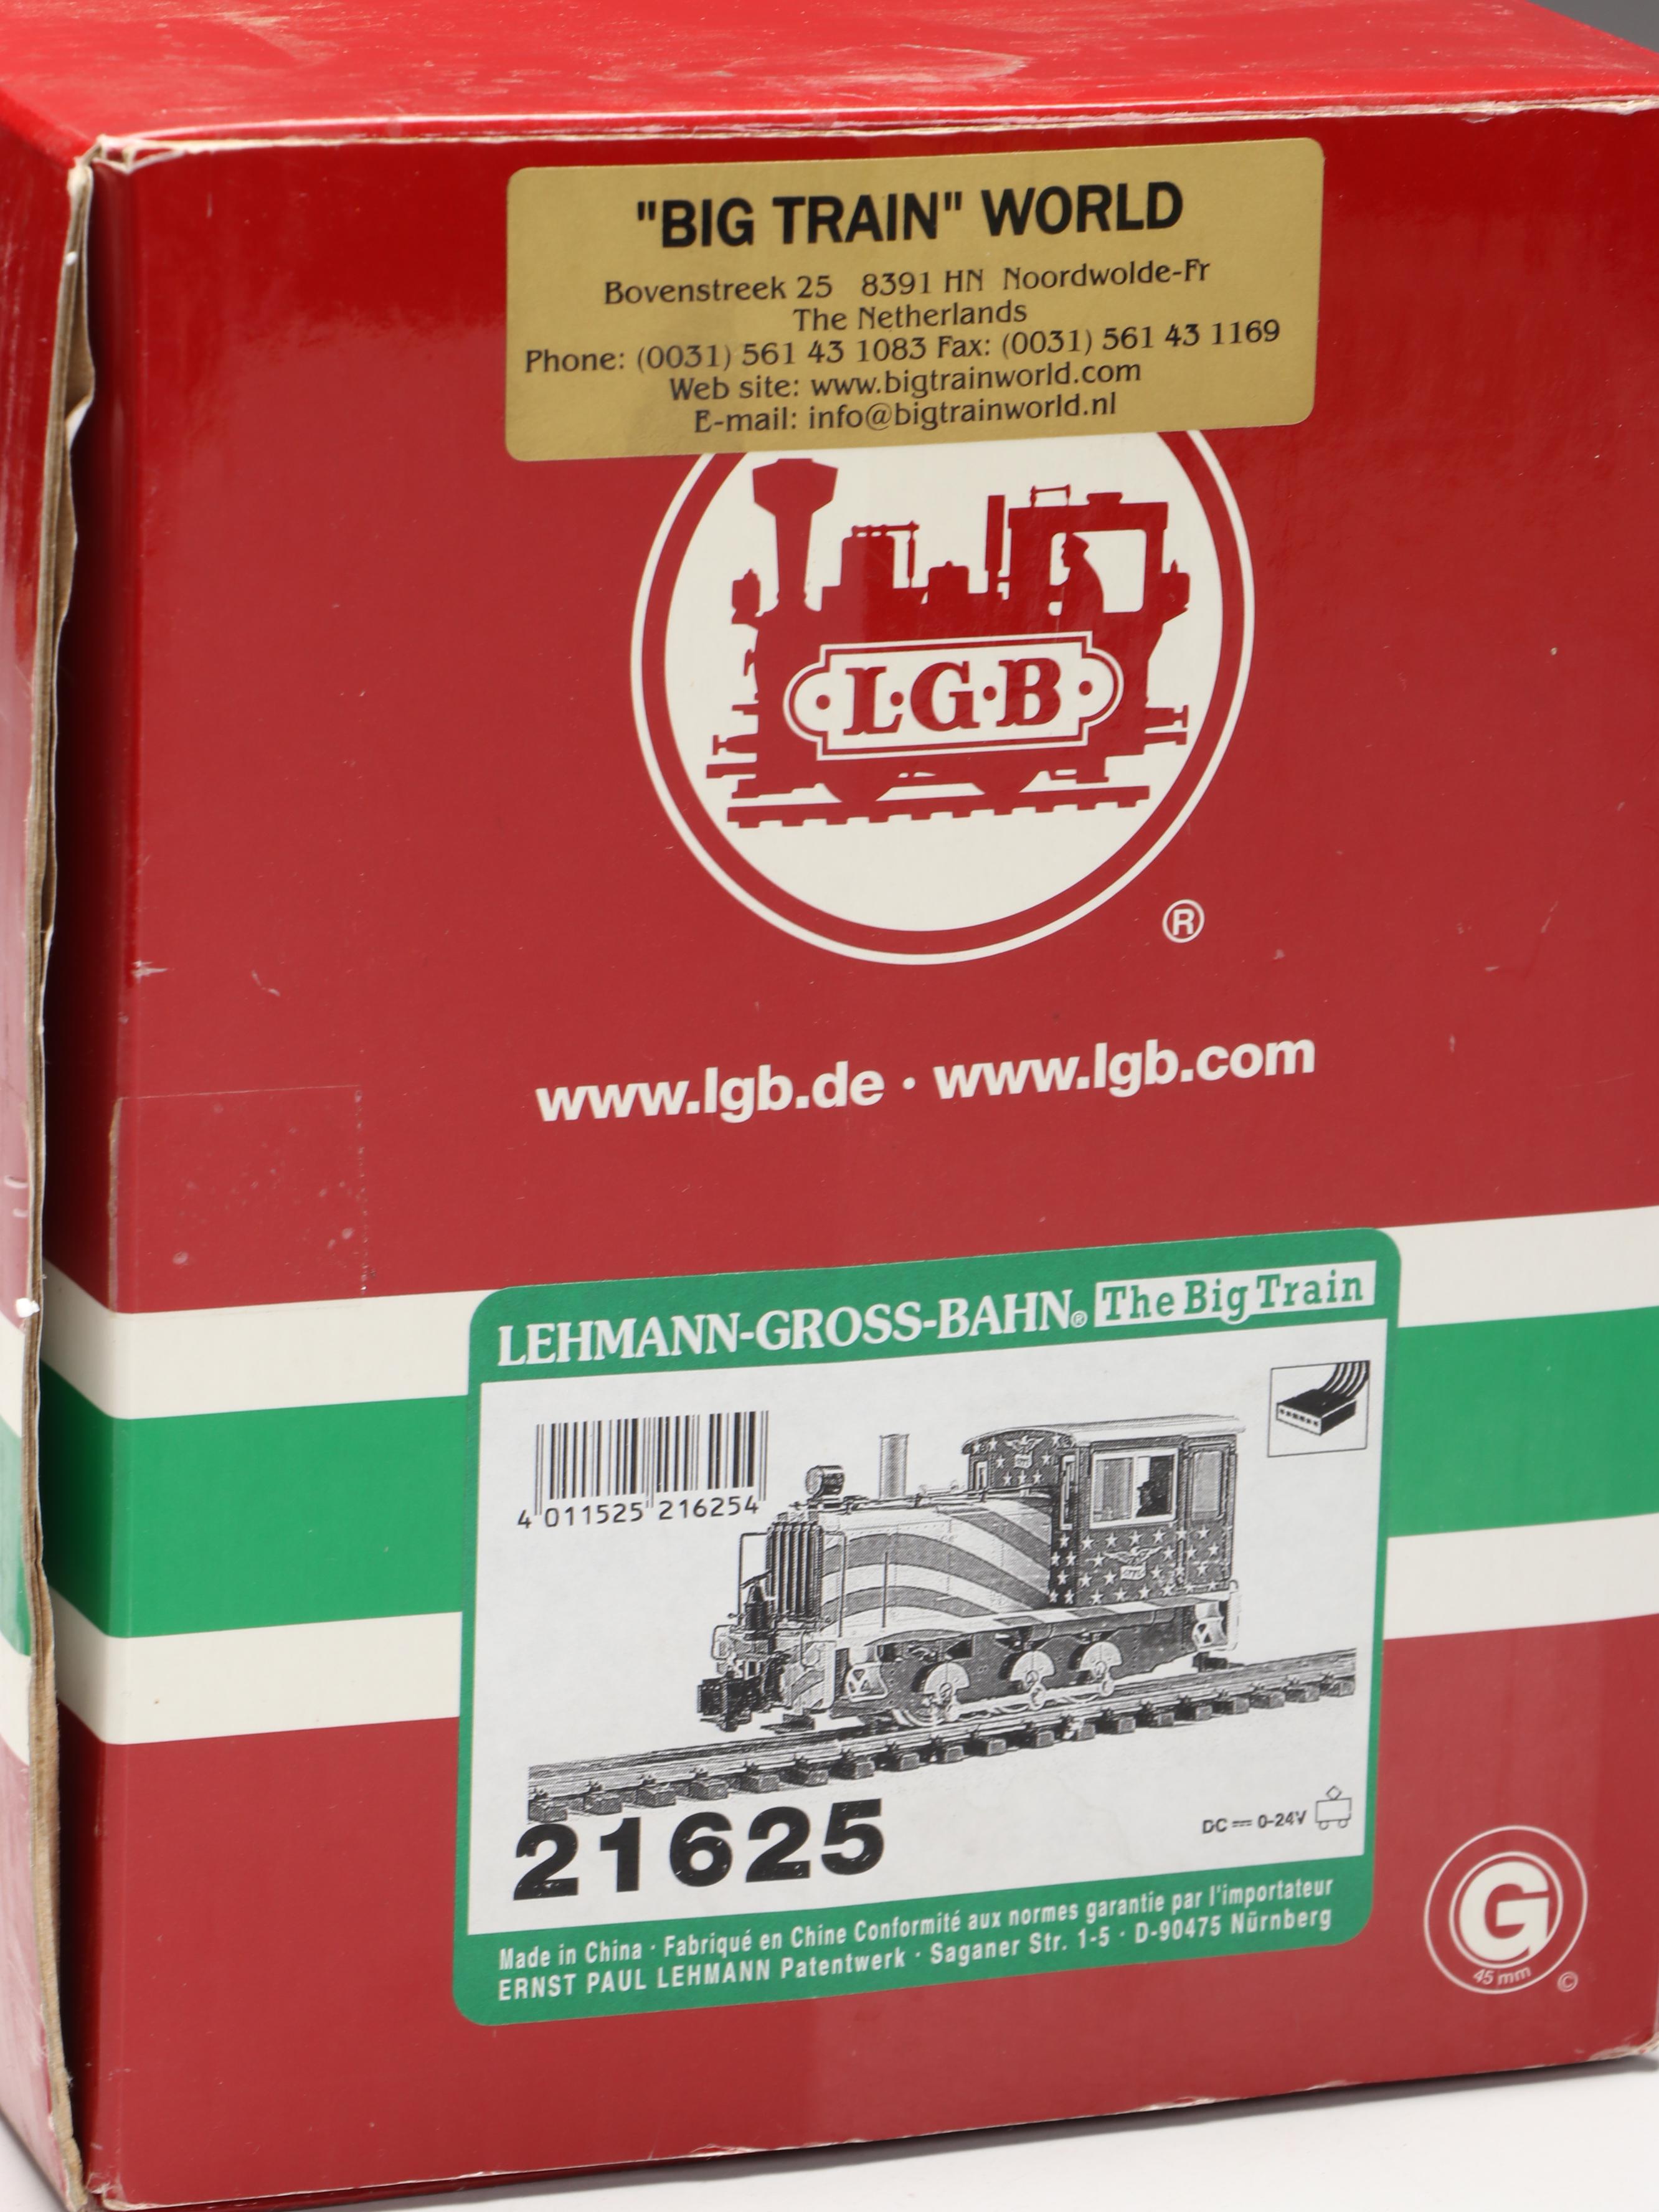 "BIG TRAIN" WORLD
Bovenstreek 25 8391 HN Noordwolde-Fr
The Netherlands
Phone: (0031) 561 43 1083 Fax: (0031) 561 43 1169
Web site: www.bigtrainworld.com
E-mail: info@bigtrainworld.nl
L·G·B
®
www.lgb.de · www.lgb.com
LEHMANN-GROSS-BAHN® The Big Train
4 011525 216254
21625
DC 0-24V
Made in China · Fabriqué en Chine Conformité aux normes garantie par l'importateur
ERNST PAUL LEHMANN Patentwerk · Saganer Str. 1-5 · D-90475 Nürnberg
G
45 mm
©